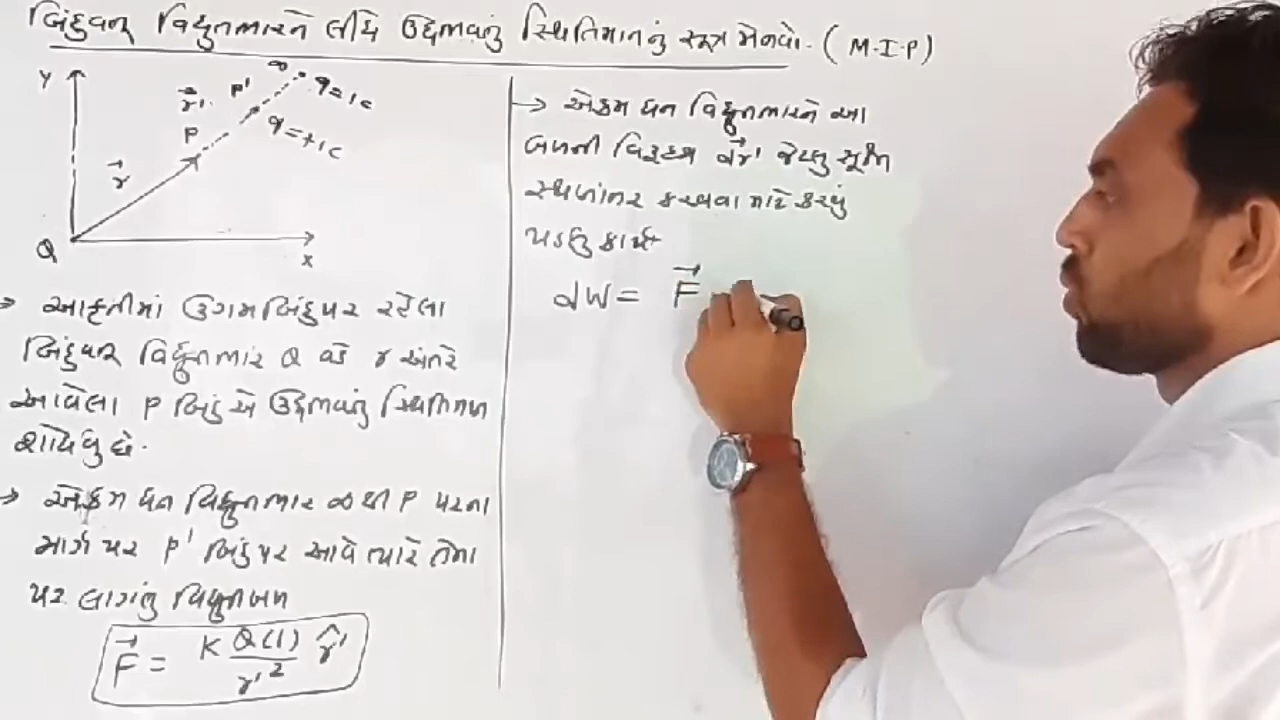 બિંદુવત્ વિદ્યુતભારને લીધે ઉદ્દભવતું સ્થિતિમાનનું સૂત્ર મેળવો. (M.I.P)
Y
∞
q=1C
P'
r⃗'
q=+1C
P
r⃗
Q
X
→ આકૃતીમાં ઉગમબિંદુ પર રહેલા
બિંદુવત્ વિદ્યુતભાર Q વડે r અંતરે
આવેલા P બિંદુએ ઉદ્દભવતું સ્થિતિમાન
શોધવું છે.
→ એકમ ધન વિદ્યુતભાર ∞ થી P પરના
માર્ગ પર P' બિંદુ પર આવે ત્યારે તેના
પર લાગતું વિદ્યુતબળ
F⃗ = K Q(1) / r'² r̂'
→ એકમ ધન વિદ્યુતભારને આ
બળની વિરૂદ્ધ dr⃗' જેટલુ સૂક્ષ્મ
સ્થળાંતર કરાવવા માટે કરવું
પડતુ કાર્ય
dW = F⃗